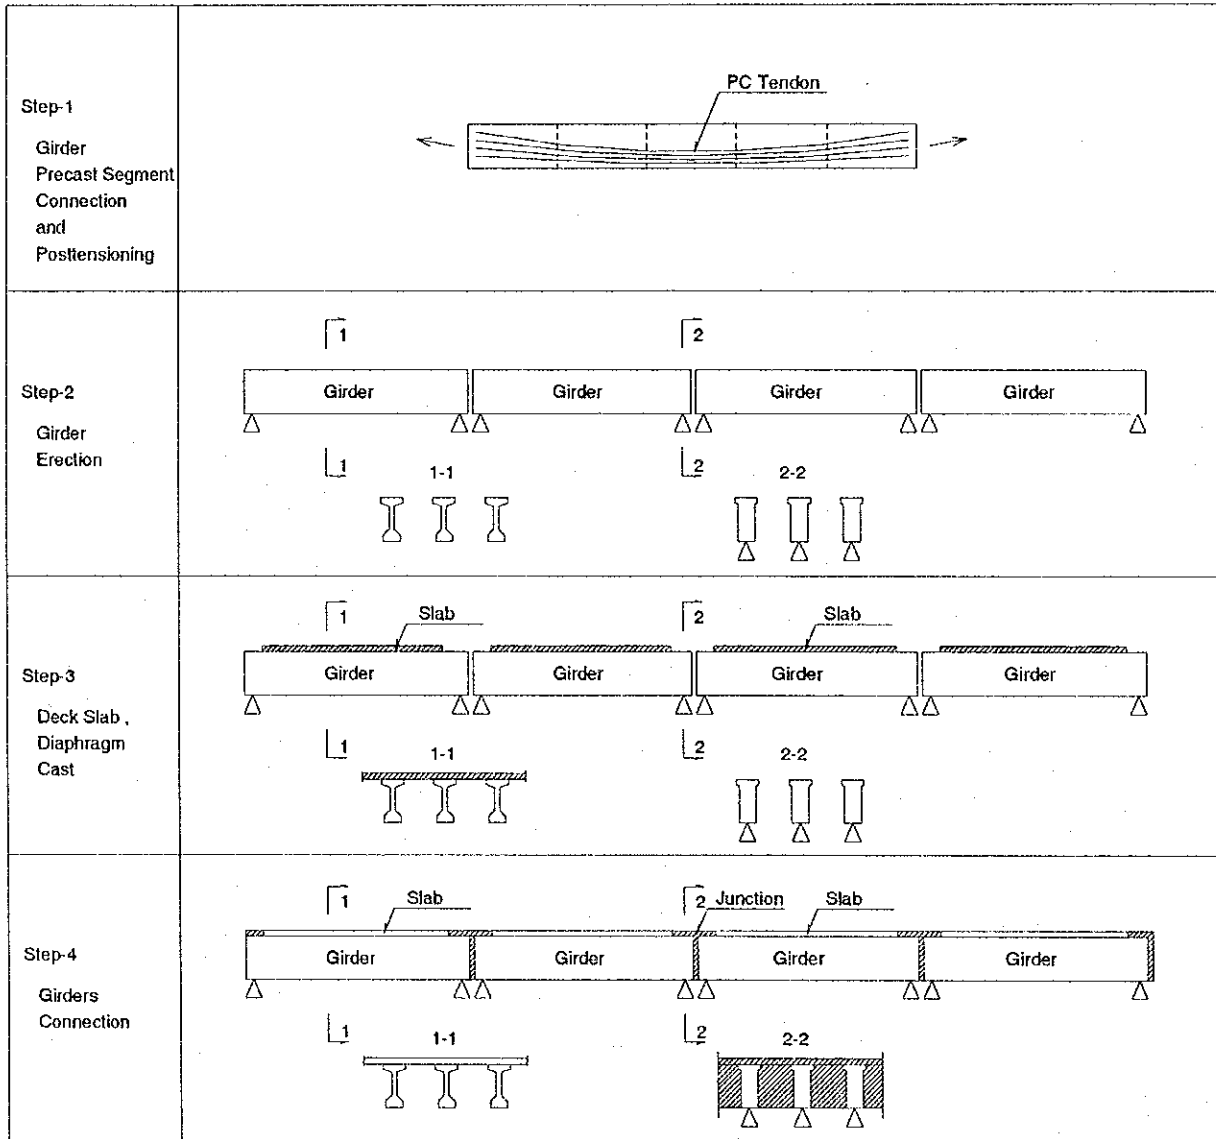 PC Tendon
Step-1
Girder
Precast Segment
Connection
and
Posttensioning
1
2
Step-2
Girder
Girder
Girder
Girder
Girder
Erection
1
2
1-1
2-2
1
Slab
2
Slab
Step-3
Girder
Girder
Girder
Girder
Deck Slab ,
Diaphragm
Cast
1
1-1
2
2-2
1
Slab
2
Junction
Slab
Step-4
Girder
Girder
Girder
Girder
Girders
Connection
1
1-1
2
2-2